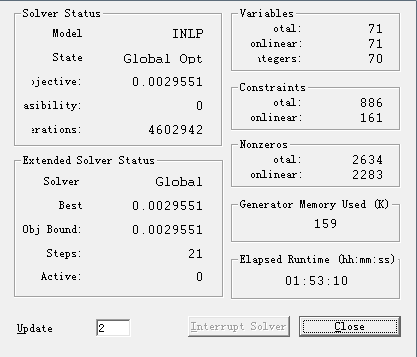 Solver Status
Model INLP
State Global Opt
bjective: 0.0029551
asibility: 0
erations: 4602942
Extended Solver Status
Solver Global
Best 0.0029551
Obj Bound: 0.0029551
Steps: 21
Active: 0
Variables
otal: 71
onlinear: 71
ntegers: 70
Constraints
otal: 886
onlinear: 161
Nonzeros
otal: 2634
onlinear: 2283
Generator Memory Used (K)
159
Elapsed Runtime (hh:mm:ss)
01:53:10
Update 2
Interrupt Solver
Close